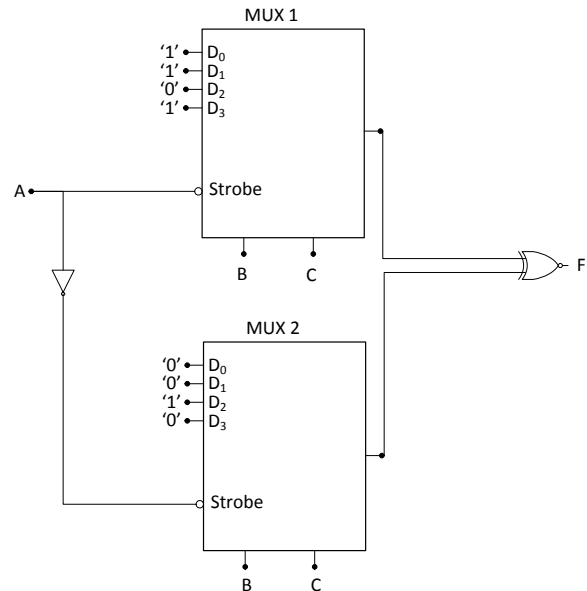 MUX 1
‘1’ D₀
‘1’ D₁
‘0’ D₂
‘1’ D₃
A
Strobe
B C
F
MUX 2
‘0’ D₀
‘0’ D₁
‘1’ D₂
‘0’ D₃
Strobe
B C